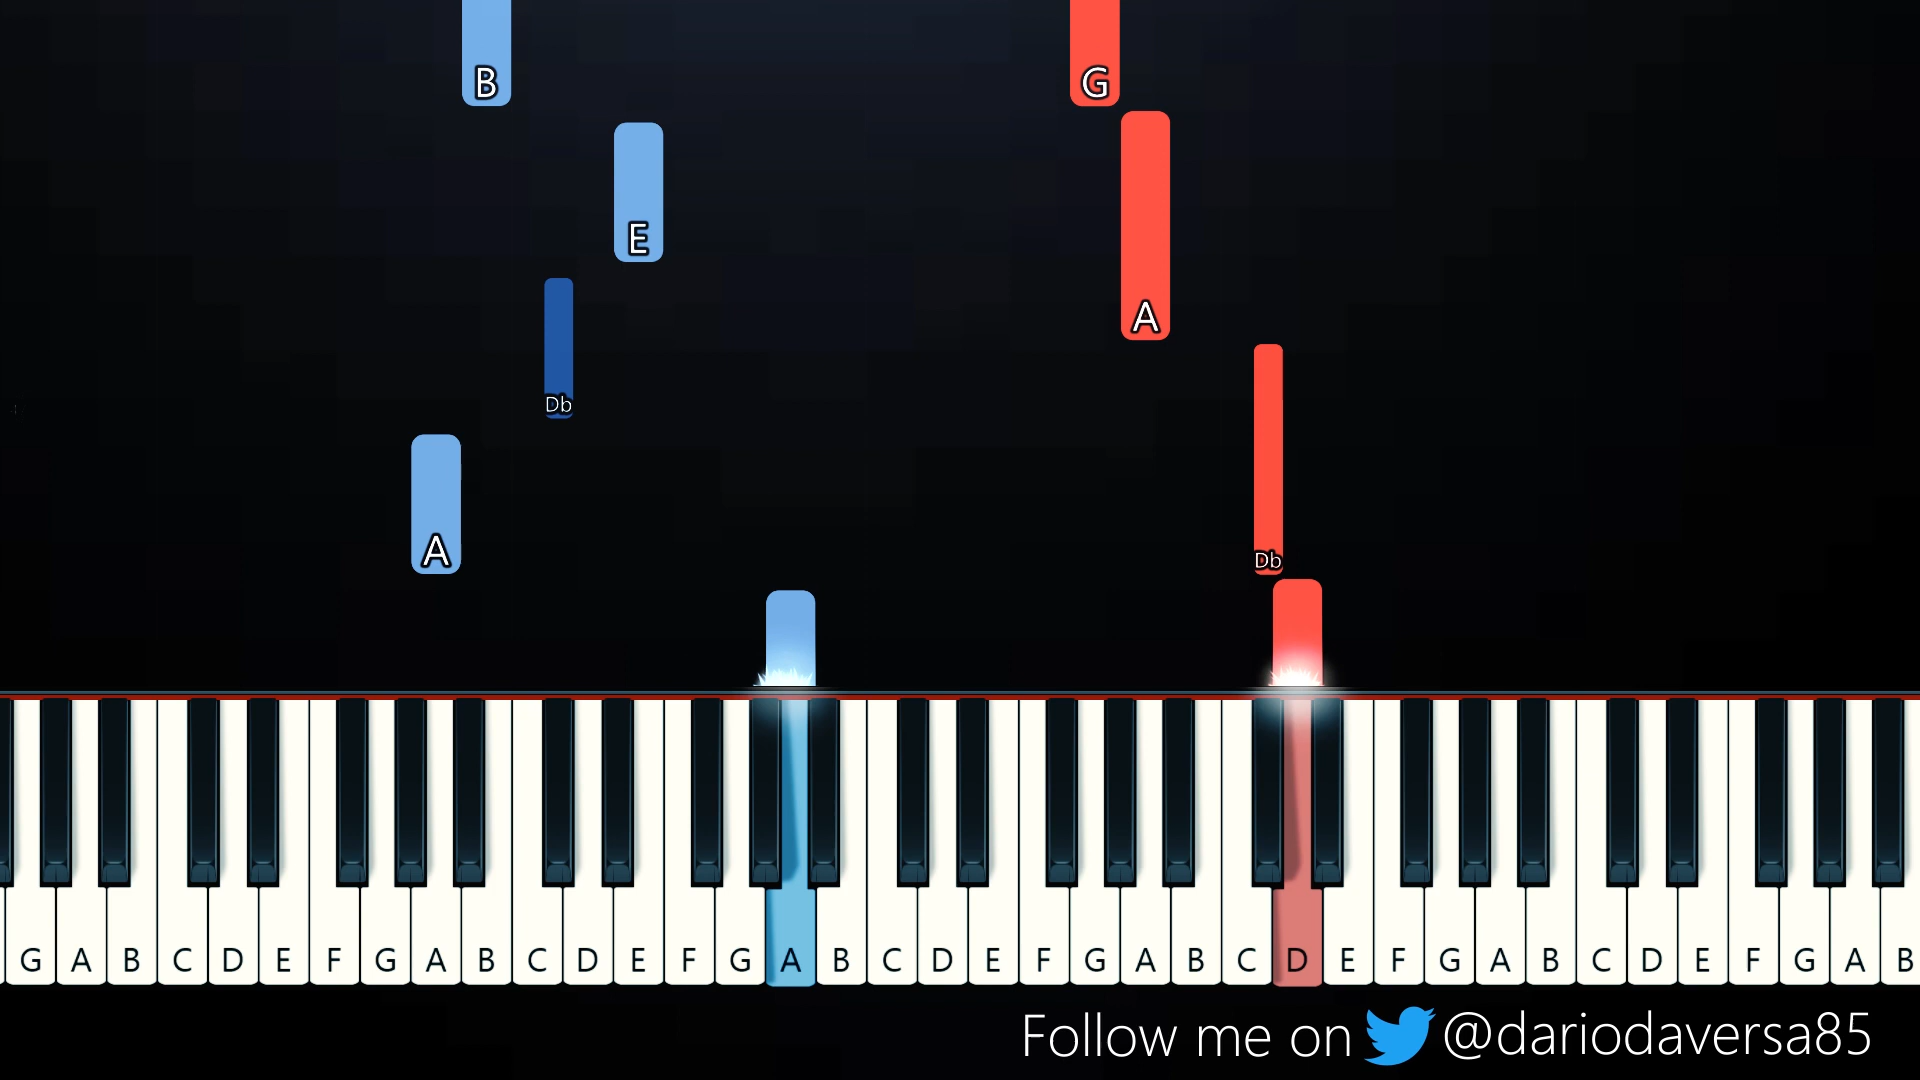 B G
E
A
Db
A Db
G A B C D E F G A B C D E F G A B C D E F G A B C D E F G A B C D E F G A B
Follow me on @dariodaversa85